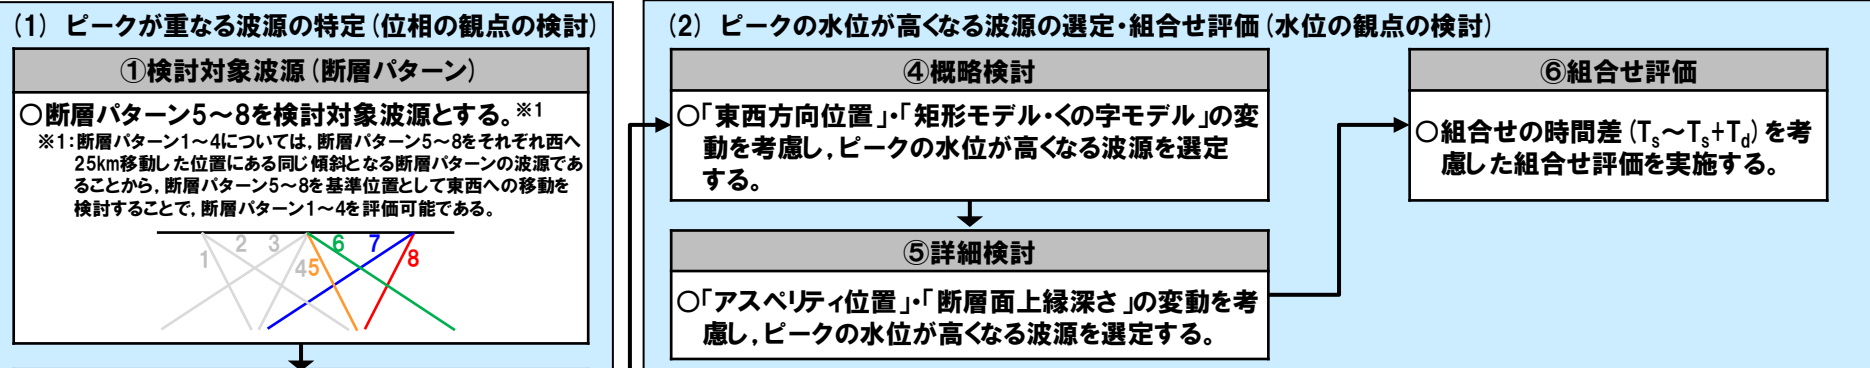 (1) ピークが重なる波源の特定(位相の観点の検討)
①検討対象波源(断層パターン)
○断層パターン5～8を検討対象波源とする。※1
※1:断層パターン1～4については,断層パターン5～8をそれぞれ西へ
25km移動した位置にある同じ傾斜となる断層パターンの波源であ
ることから,断層パターン5～8を基準位置として東西への移動を
検討することで,断層パターン1～4を評価可能である。
1 2 3 4 5 6 7 8
(2) ピークの水位が高くなる波源の選定・組合せ評価(水位の観点の検討)
④概略検討
○「東西方向位置」・「矩形モデル・くの字モデル」の変
動を考慮し,ピークの水位が高くなる波源を選定
する。
⑤詳細検討
○「アスペリティ位置」・「断層面上縁深さ」の変動を考
慮し,ピークの水位が高くなる波源を選定する。
⑥組合せ評価
○組合せの時間差(Ts～Ts+Td)を考
慮した組合せ評価を実施する。